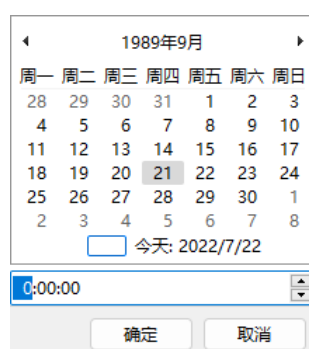 1989年9月
周一 周二 周三 周四 周五 周六 周日
28 29 30 31 1 2 3
4 5 6 7 8 9 10
11 12 13 14 15 16 17
18 19 20 21 22 23 24
25 26 27 28 29 30 1
2 3 4 5 6 7 8
今天: 2022/7/22
0:00:00
确定 取消